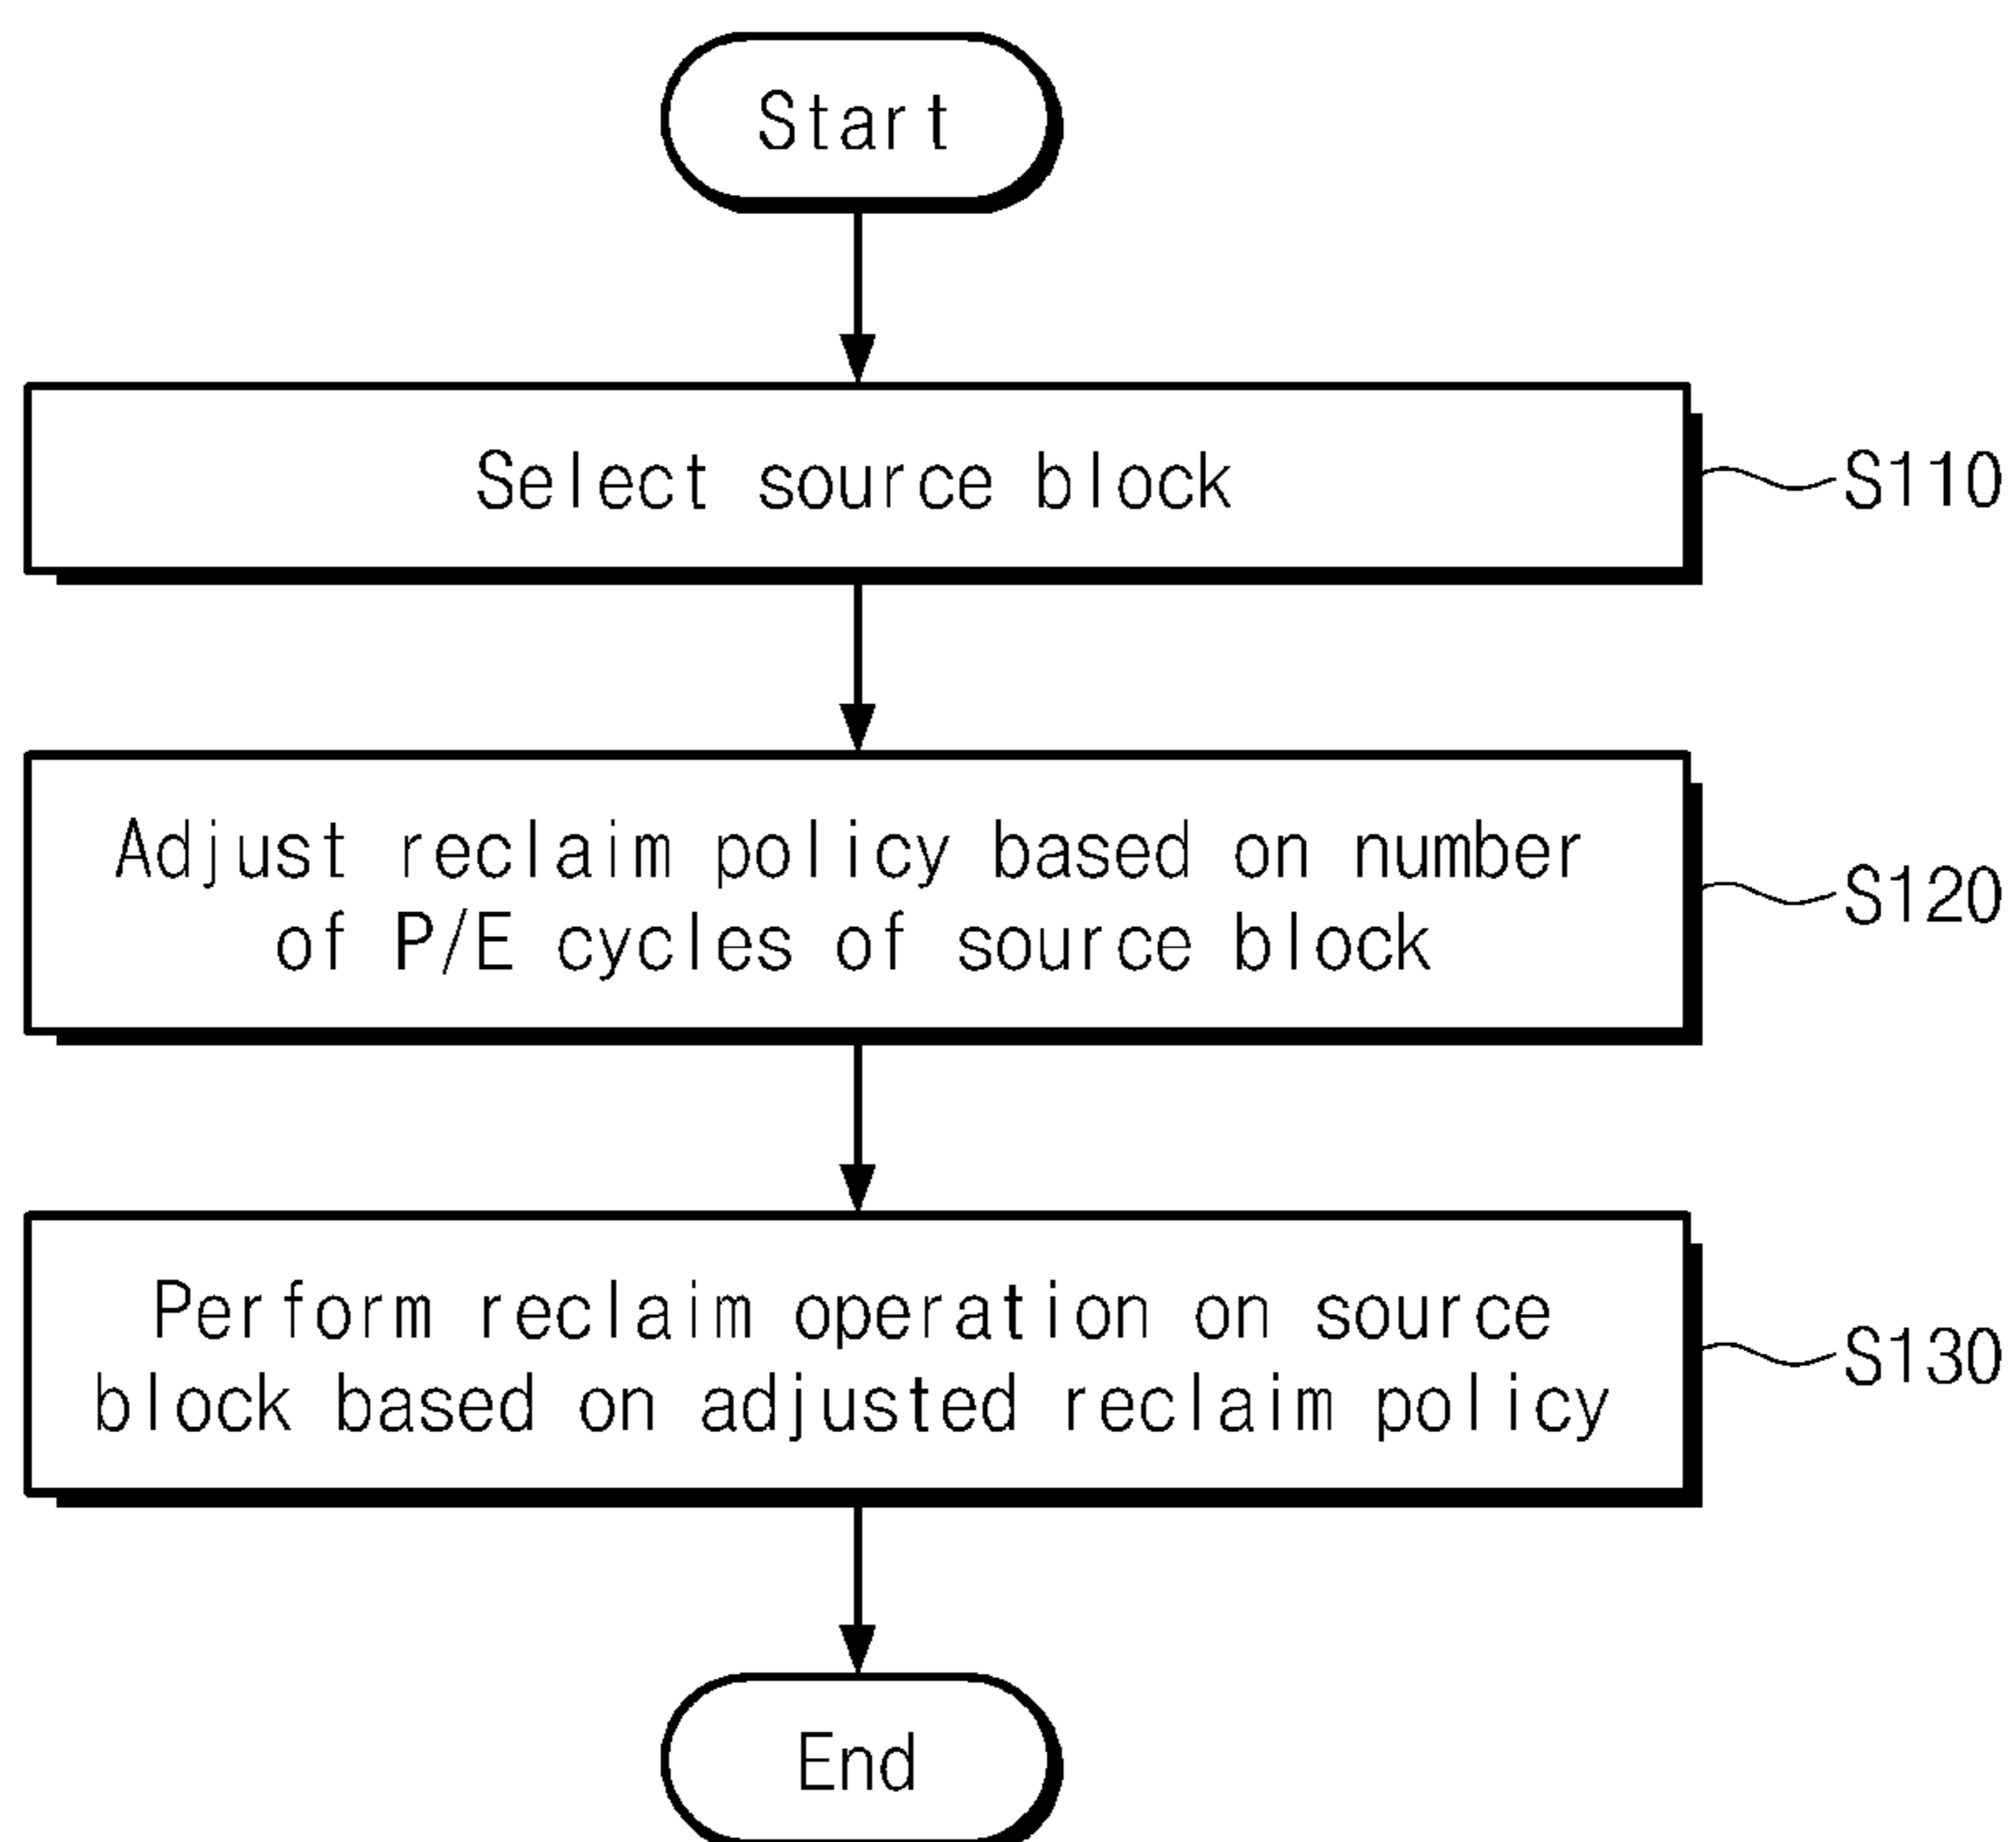 Start
Select source block
S110
Adjust reclaim policy based on number
of P/E cycles of source block
S120
Perform reclaim operation on source
block based on adjusted reclaim policy
S130
End